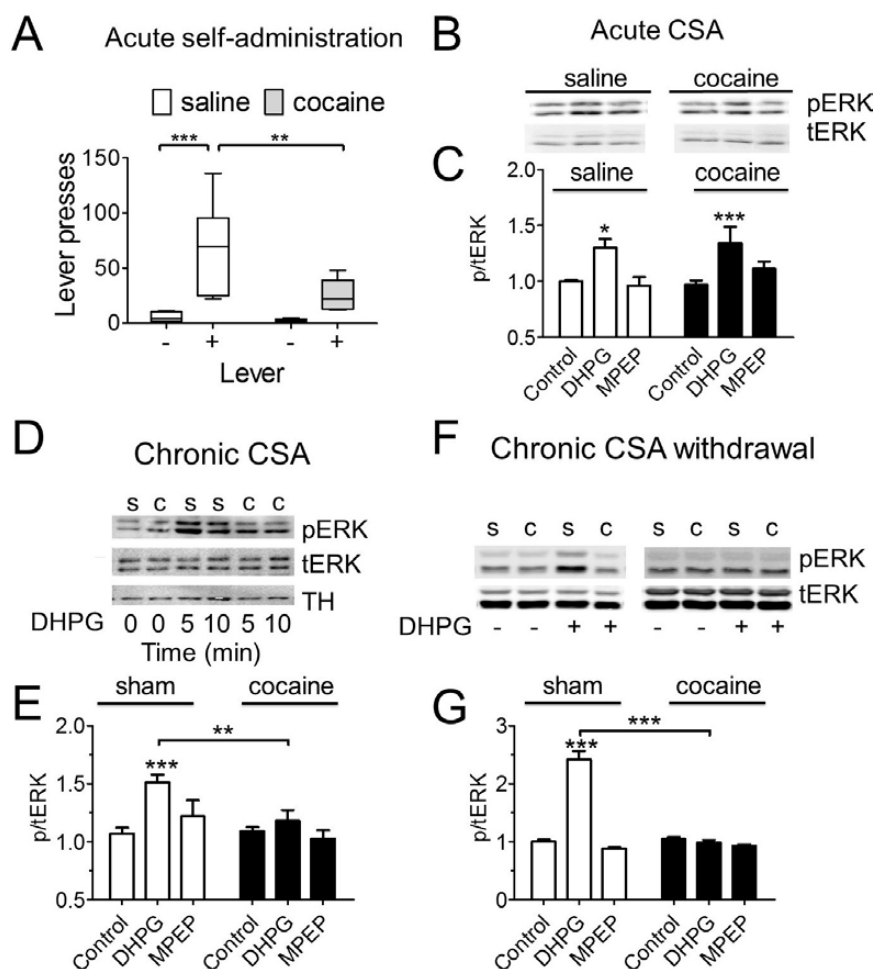 A
Acute self-administration
saline cocaine
*** **
Lever presses
150
100
50
0
- + - +
Lever
B
Acute CSA
saline cocaine
pERK
tERK
C
saline cocaine
p/tERK
2.0
1.5
1.0
0.5
* ***
Control DHPG MPEP Control DHPG MPEP
D
Chronic CSA
s c s s c c
pERK
tERK
TH
DHPG 0 0 5 10 5 10
Time (min)
E
sham cocaine
p/tERK
2.0
1.5
1.0
0.5
**
***
Control DHPG MPEP Control DHPG MPEP
F
Chronic CSA withdrawal
s c s c s c s c
pERK
tERK
DHPG - - + + - - + +
G
sham cocaine
p/tERK
3
2
1
0
***
***
Control DHPG MPEP Control DHPG MPEP